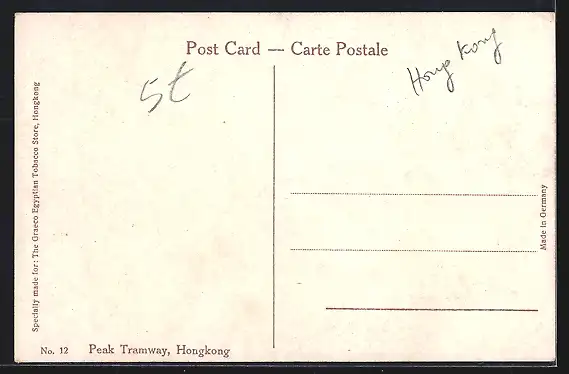 Post Card — Carte Postale
Hong Kong
5t
Specially made for: The Graeco Egyptian Tobacco Store, Hongkong
Made in Germany
No. 12 Peak Tramway, Hongkong